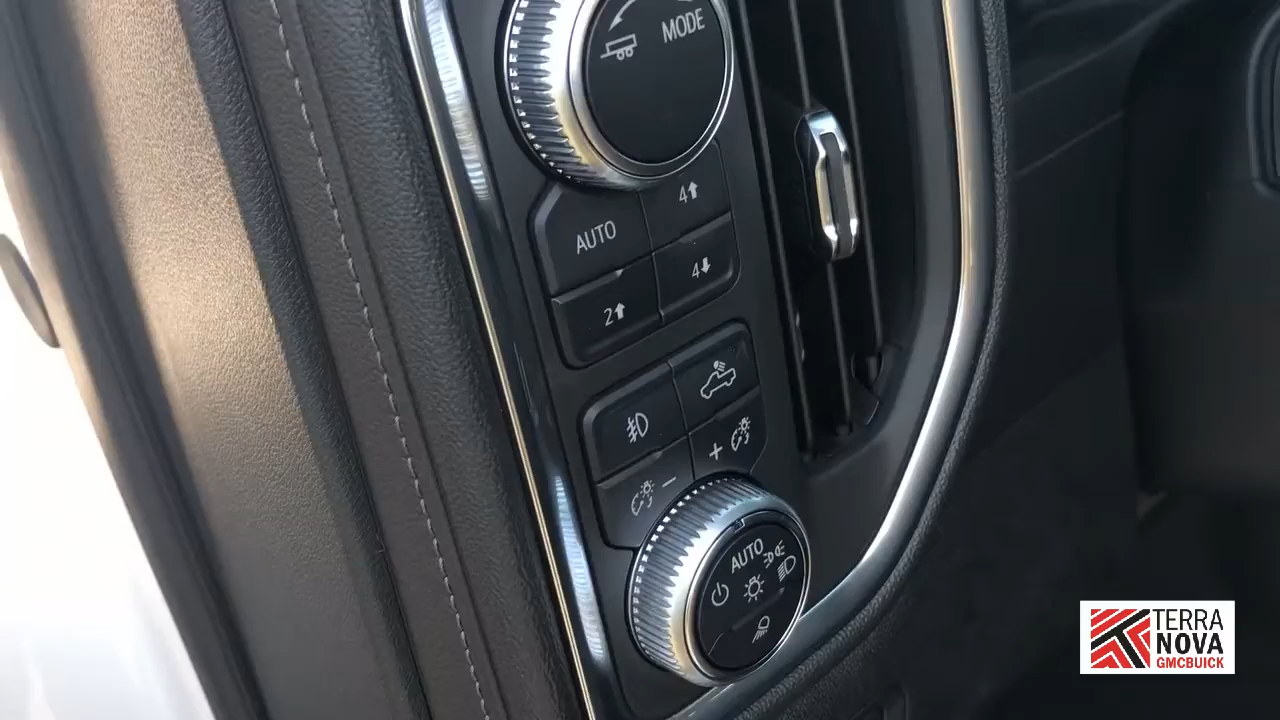 MODE
4⬆
AUTO
4⬇
2⬆
+
−
AUTO
TERRA
NOVA
GMCBUICK